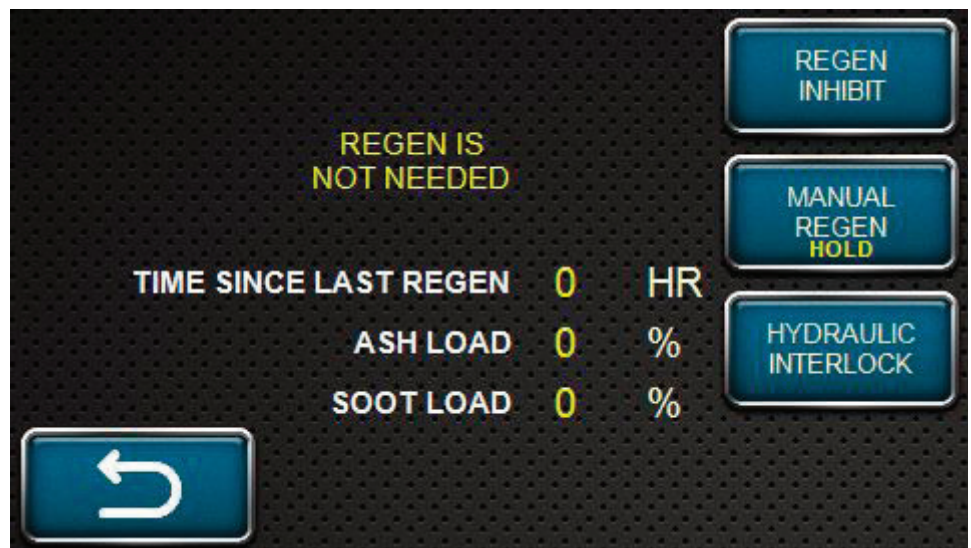 REGEN
INHIBIT
REGEN IS
NOT NEEDED
MANUAL
REGEN
HOLD
TIME SINCE LAST REGEN 0 HR
ASH LOAD 0 %
HYDRAULIC
INTERLOCK
SOOT LOAD 0 %